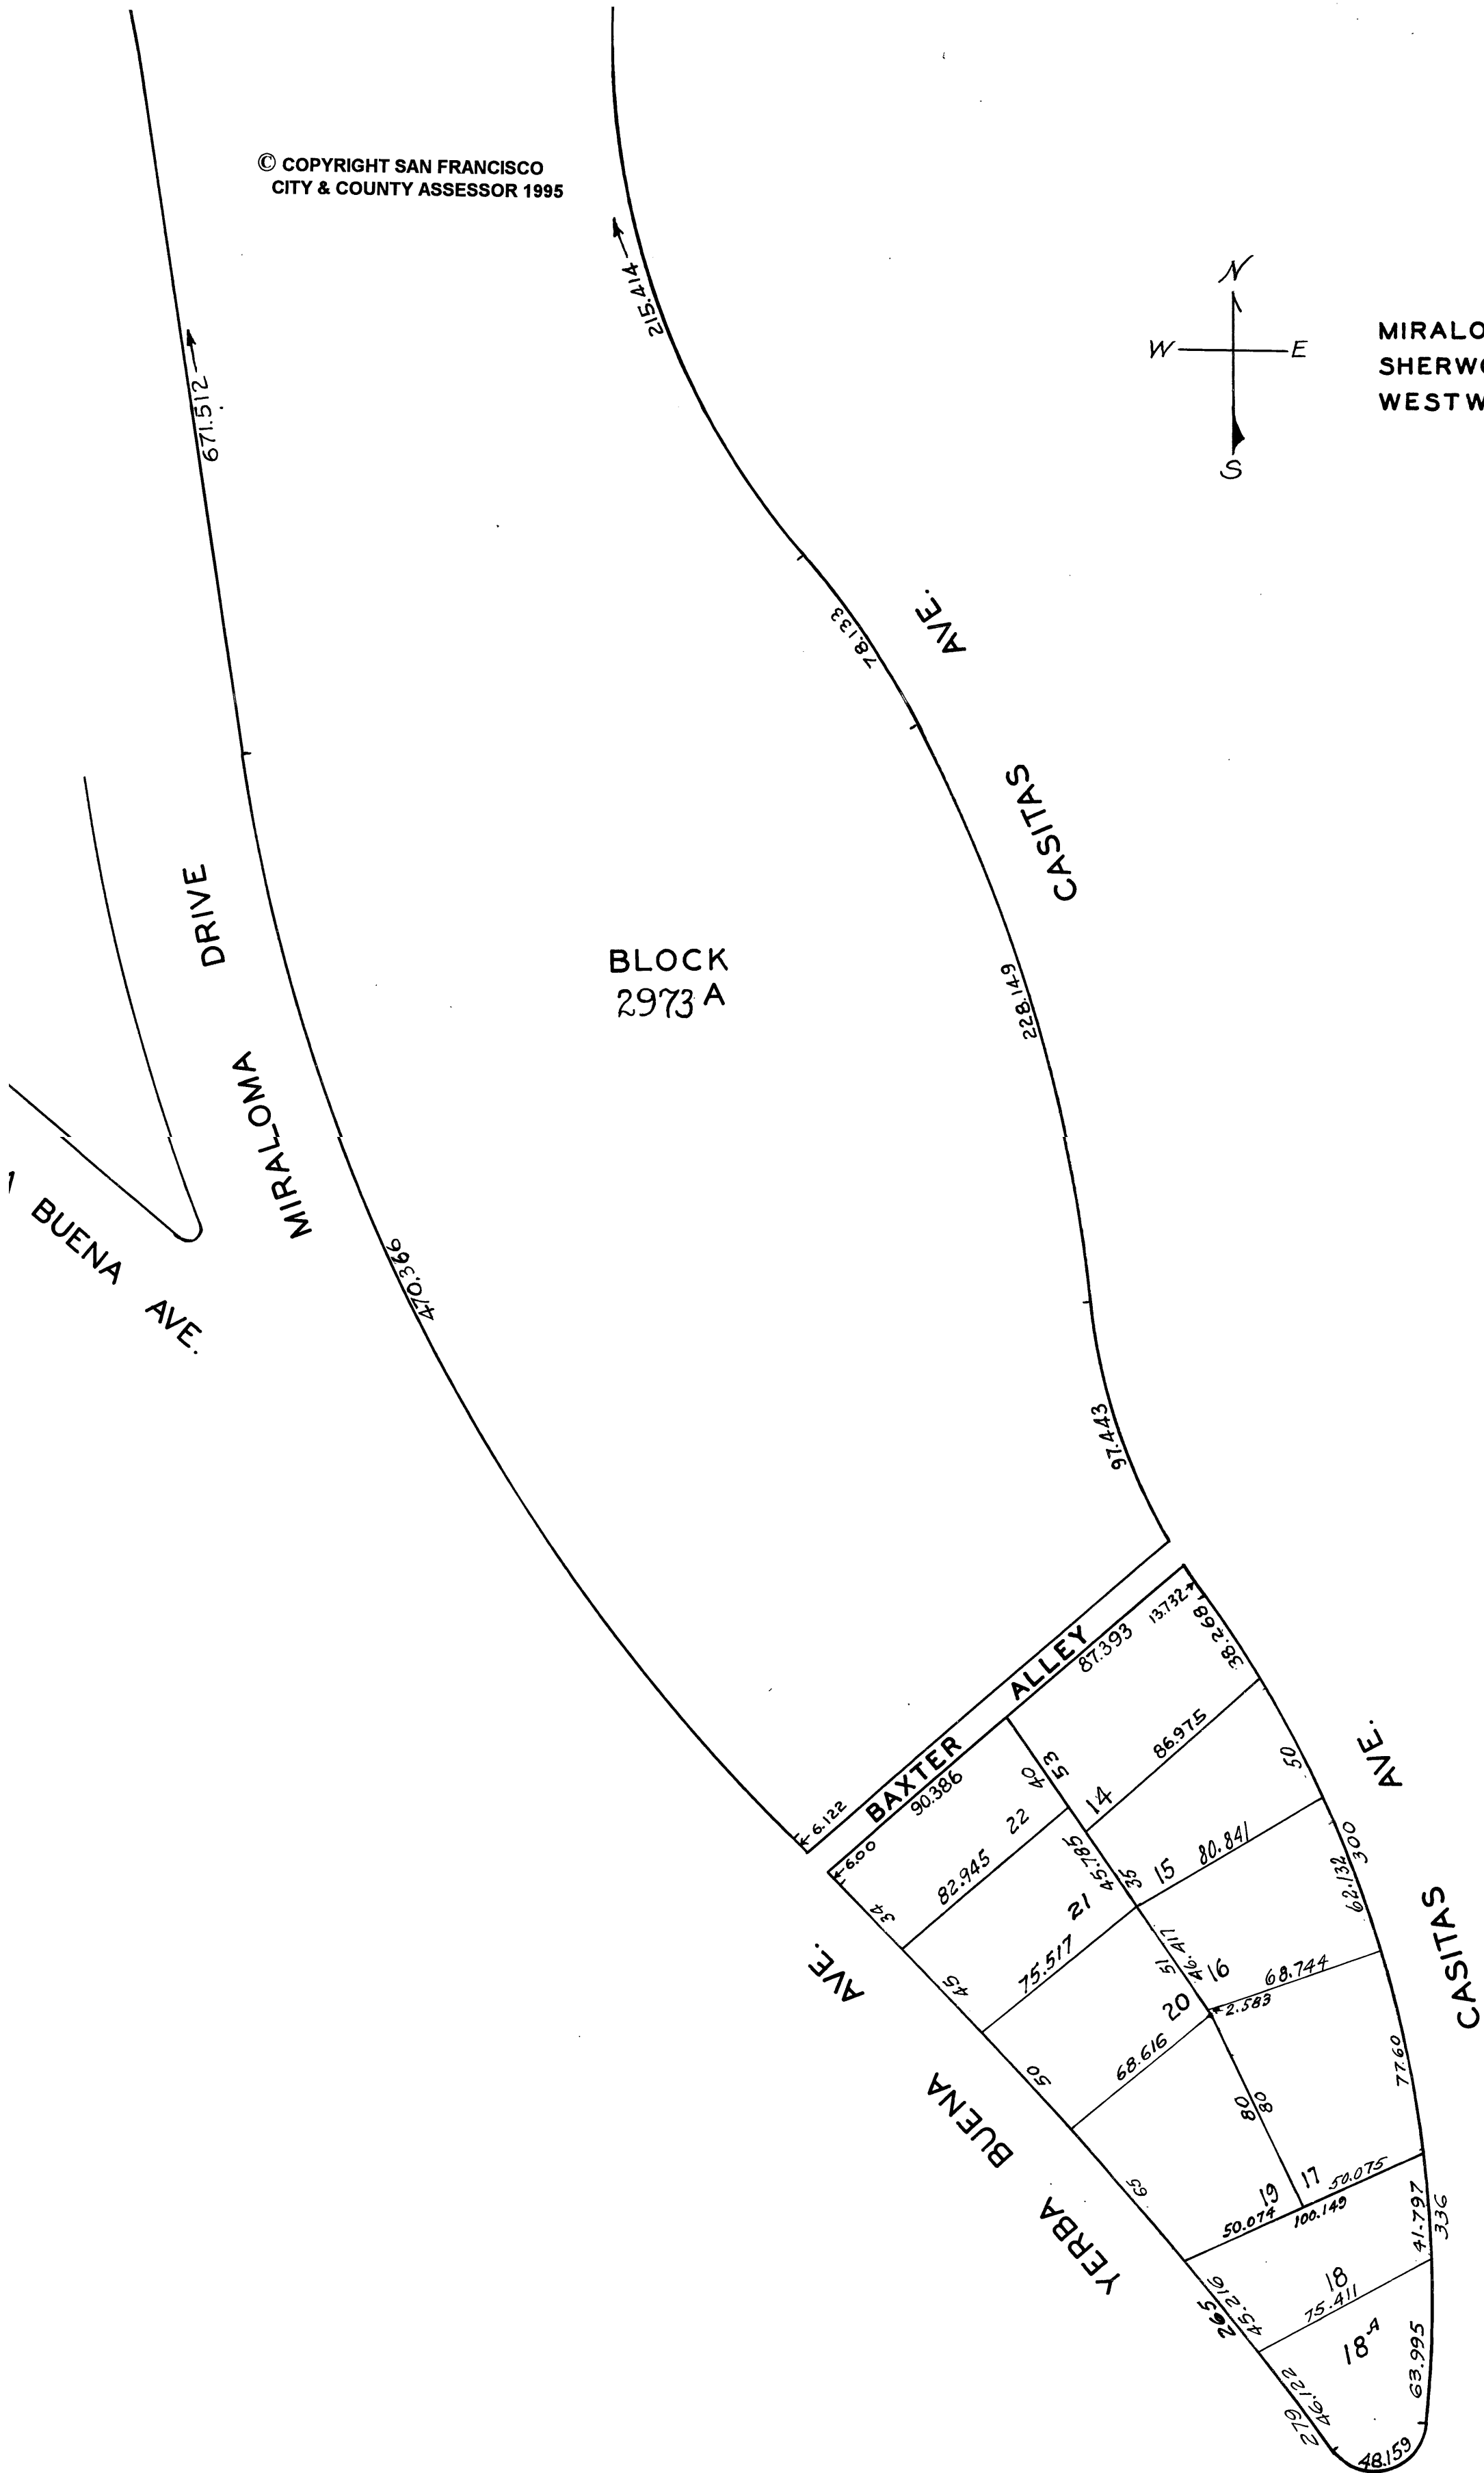 © COPYRIGHT SAN FRANCISCO
CITY & COUNTY ASSESSOR 1995
215.414
N
W E
S
MIRALO
SHERW
WESTW
671.512
78.133
AVE.
CASITAS
DRIVE
MIRALOMA
BLOCK
2973 A
228.149
BUENA AVE.
470.366
97.443
BAXTER ALLEY
6.122
6.00
90.386
87.393
13.732
38.268
86.975
53
40
14
22
82.945
34
45.785
35
15
80.841
50
AVE.
CASITAS
300
62.132
21
75.517
45
51
46.417
16
68.744
2.583
20
68.616
50
77.60
80
80
AVE.
BUENA
YERBA
65
19
17
50.075
50.074
100.149
41.797
336
18
75.411
45.216
265
18A
63.995
46.122
279
48.159